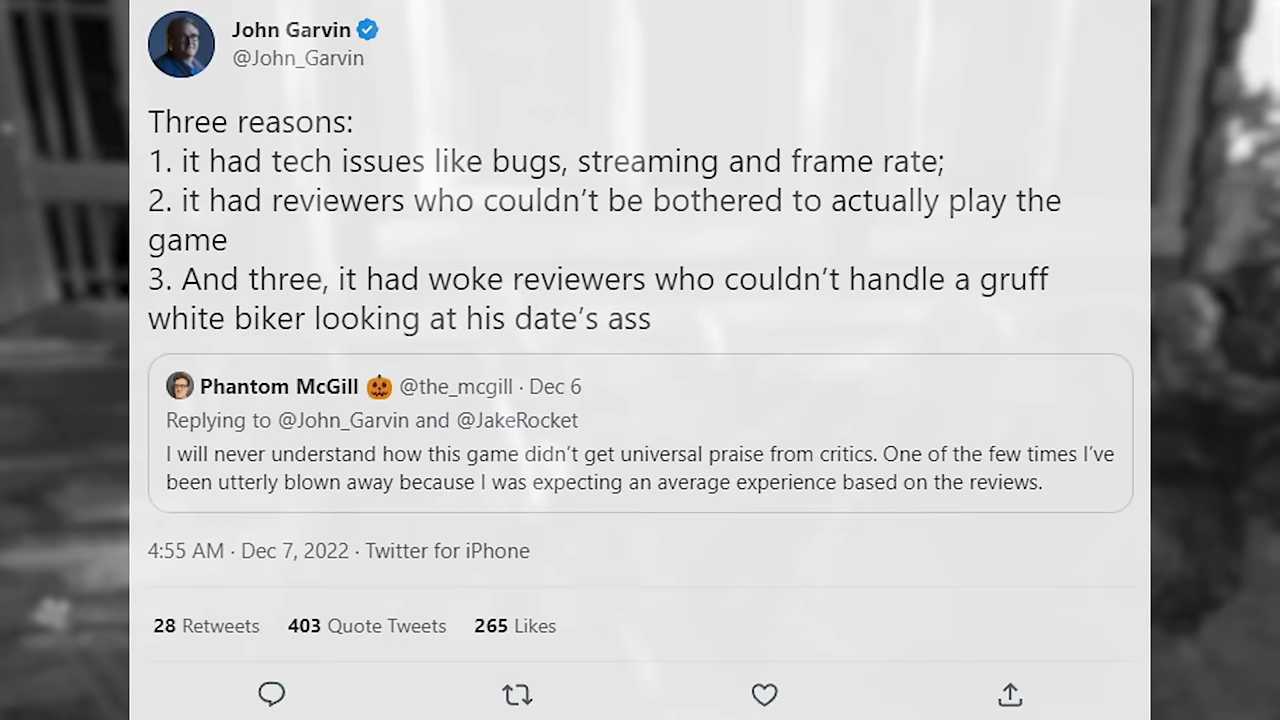 John Garvin
@John_Garvin
Three reasons:
1. it had tech issues like bugs, streaming and frame rate;
2. it had reviewers who couldn’t be bothered to actually play the
game
3. And three, it had woke reviewers who couldn’t handle a gruff
white biker looking at his date’s ass
Phantom McGill 🎃 @the_mcgill · Dec 6
Replying to @John_Garvin and @JakeRocket
I will never understand how this game didn’t get universal praise from critics. One of the few times I’ve
been utterly blown away because I was expecting an average experience based on the reviews.
4:55 AM · Dec 7, 2022 · Twitter for iPhone
28 Retweets 403 Quote Tweets 265 Likes